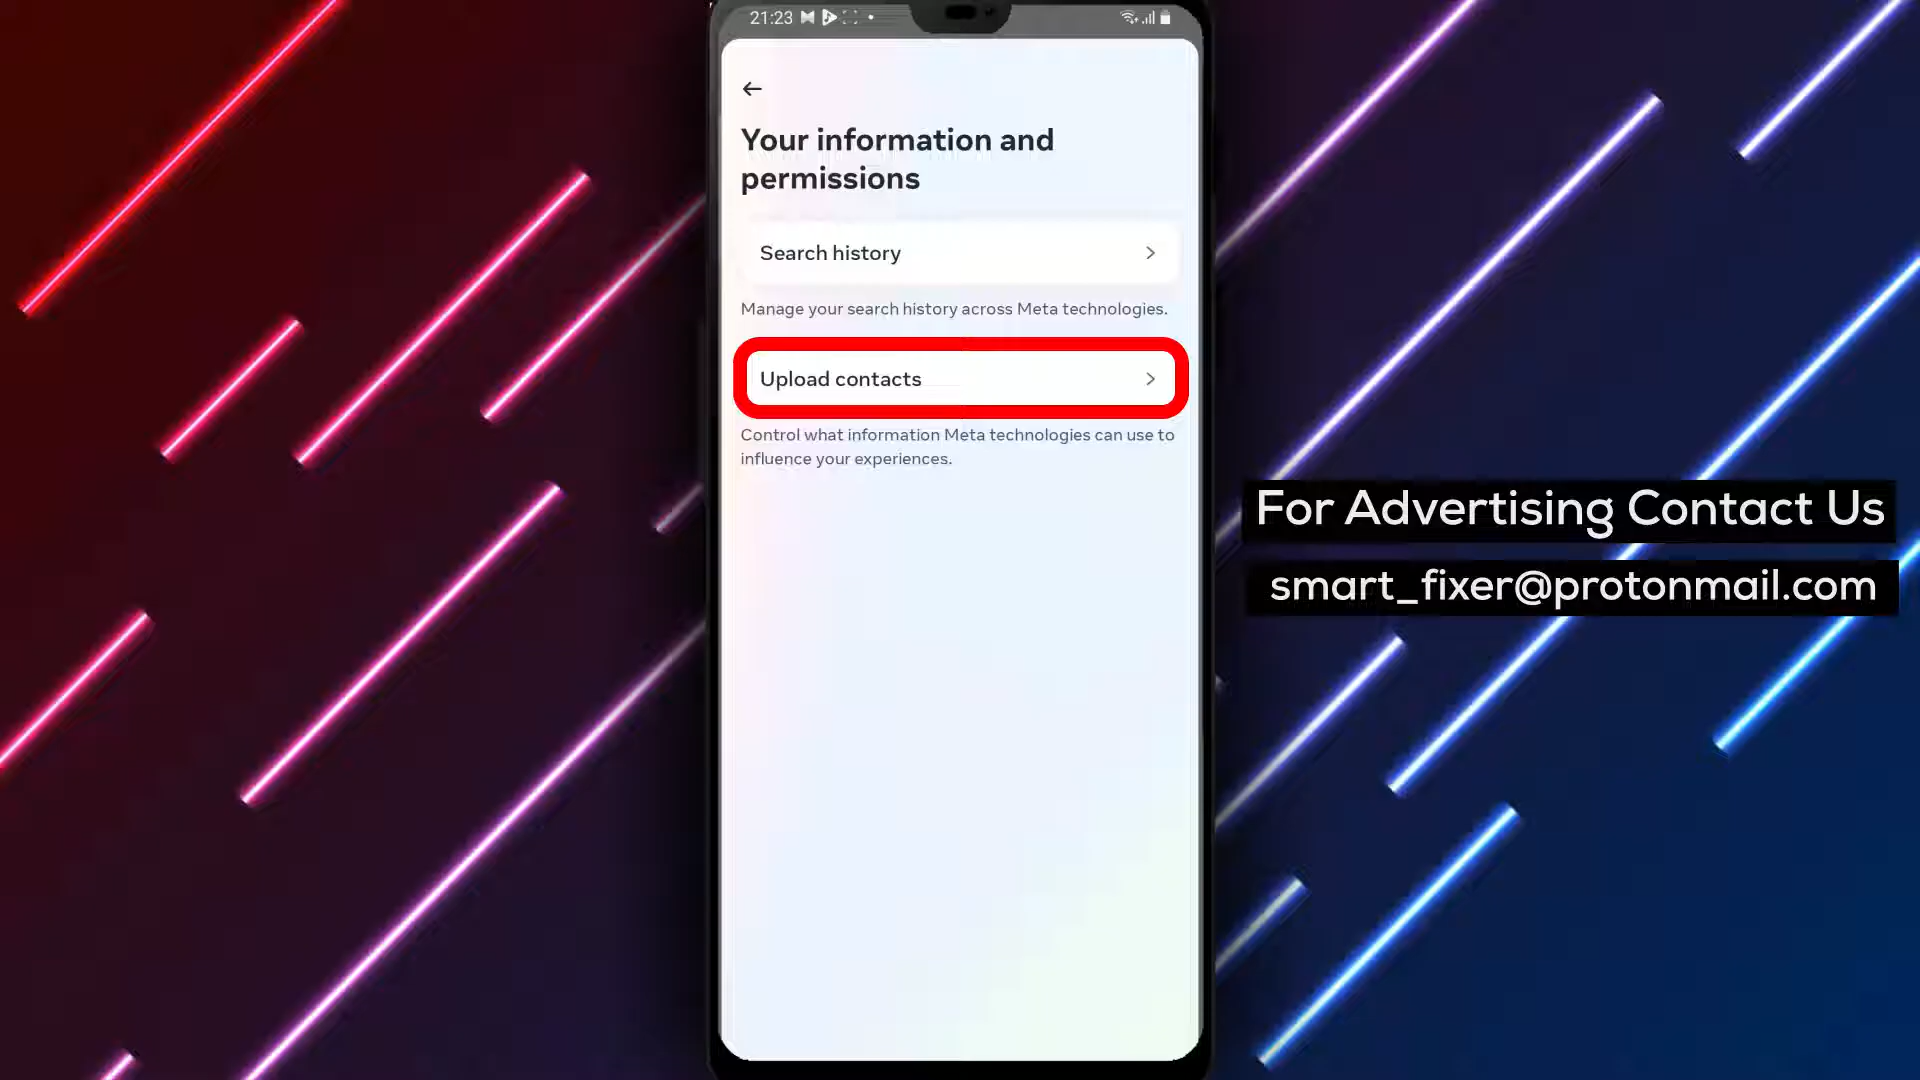 21:23
Your information and
permissions
Search history
Manage your search history across Meta technologies.
Upload contacts
Control what information Meta technologies can use to
influence your experiences.
For Advertising Contact Us
smart_fixer@protonmail.com